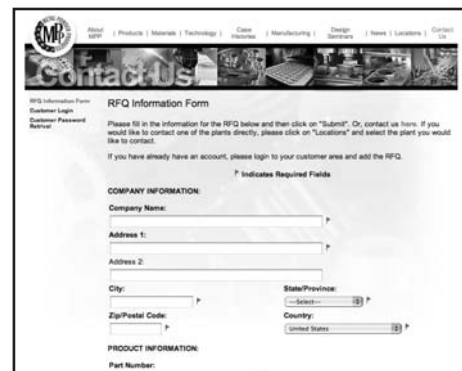 MPP
About MPP | Products | Materials | Technology | Case Histories | Manufacturing | Design Seminars | News | Locations | Contact Us
Contact Us
RFQ Information Form
Customer Login
Customer Password Retrival
RFQ Information Form
Please fill in the information for the RFQ below and then click on "Submit". Or, contact us here. If you
would like to contact one of the plants directly, please click on "Locations" and select the plant you would
like to contact.
If you have already have an account, please login to your customer area and add the RFQ.
Indicates Required Fields
COMPANY INFORMATION:
Company Name:
Address 1:
Address 2:
City:
State/Province:
---Select---
Zip/Postal Code:
Country:
United States
PRODUCT INFORMATION:
Part Number: